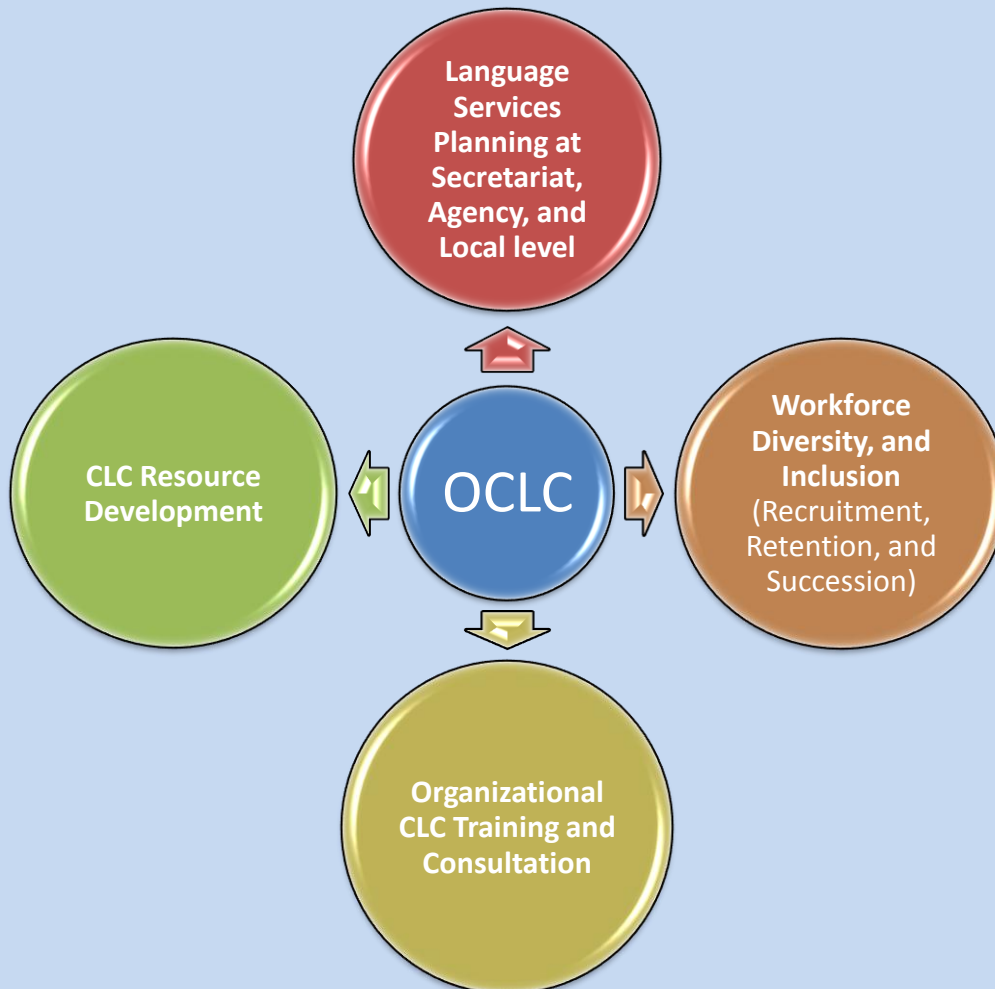 Language
Services
Planning at
Secretariat,
Agency, and
Local level
CLC Resource
Development
OCLC
Workforce
Diversity, and
Inclusion
(Recruitment,
Retention, and
Succession)
Organizational
CLC Training and
Consultation